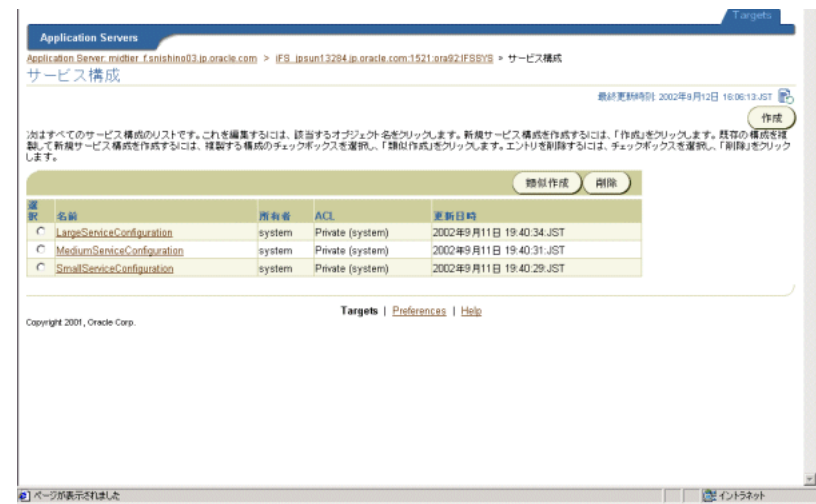 Targets
Application Servers
Application Server: midtier_f.snishino03.jp.oracle.com > iFS_jpsun13284.jp.oracle.com:1521:ora92:IFSSYS > サービス構成
サービス構成
最終更新時刻: 2002年9月12日 16:06:13:JST
作成
次はすべてのサービス構成のリストです。これを編集するには、該当するオブジェクト名をクリックします。新規サービス構成を作成するには、「作成」をクリックします。既存の構成を複
製して新規サービス構成を作成するには、複製する構成のチェックボックスを選択し、「類似作成」をクリックします。エントリを削除するには、チェックボックスを選択し、「削除」をクリック
します。
類似作成 削除
選択 名前 所有者 ACL 更新日時
LargeServiceConfiguration system Private (system) 2002年9月11日 19:40:34:JST
MediumServiceConfiguration system Private (system) 2002年9月11日 19:40:31:JST
SmallServiceConfiguration system Private (system) 2002年9月11日 19:40:29:JST
Targets | Preferences | Help
Copyright 2001, Oracle Corp.
ページが表示されました イントラネット